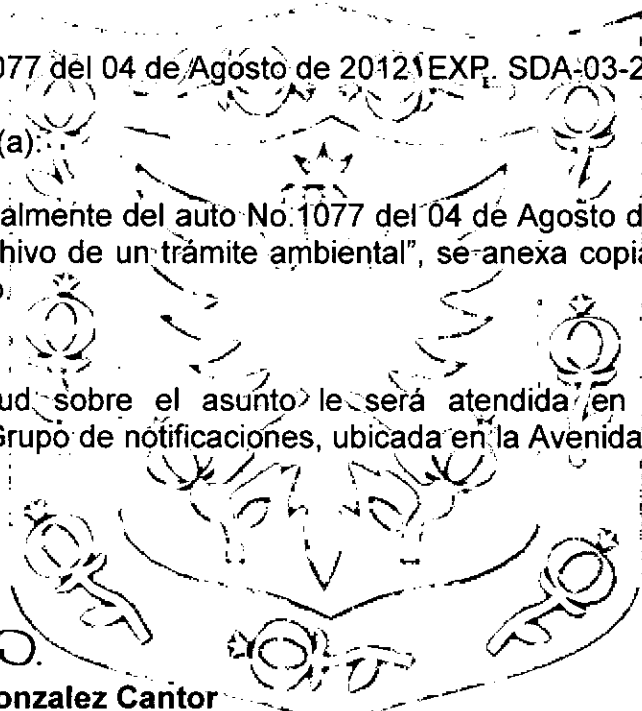 077 del 04 de Agosto de 2012 EXP. SDA-03-2
(a):
almente del auto No.1077 del 04 de Agosto d
hivo de un trámite ambiental", se anexa copia
o.
ud sobre el asunto le será atendida en
Grupo de notificaciones, ubicada en la Avenida
onzalez Cantor